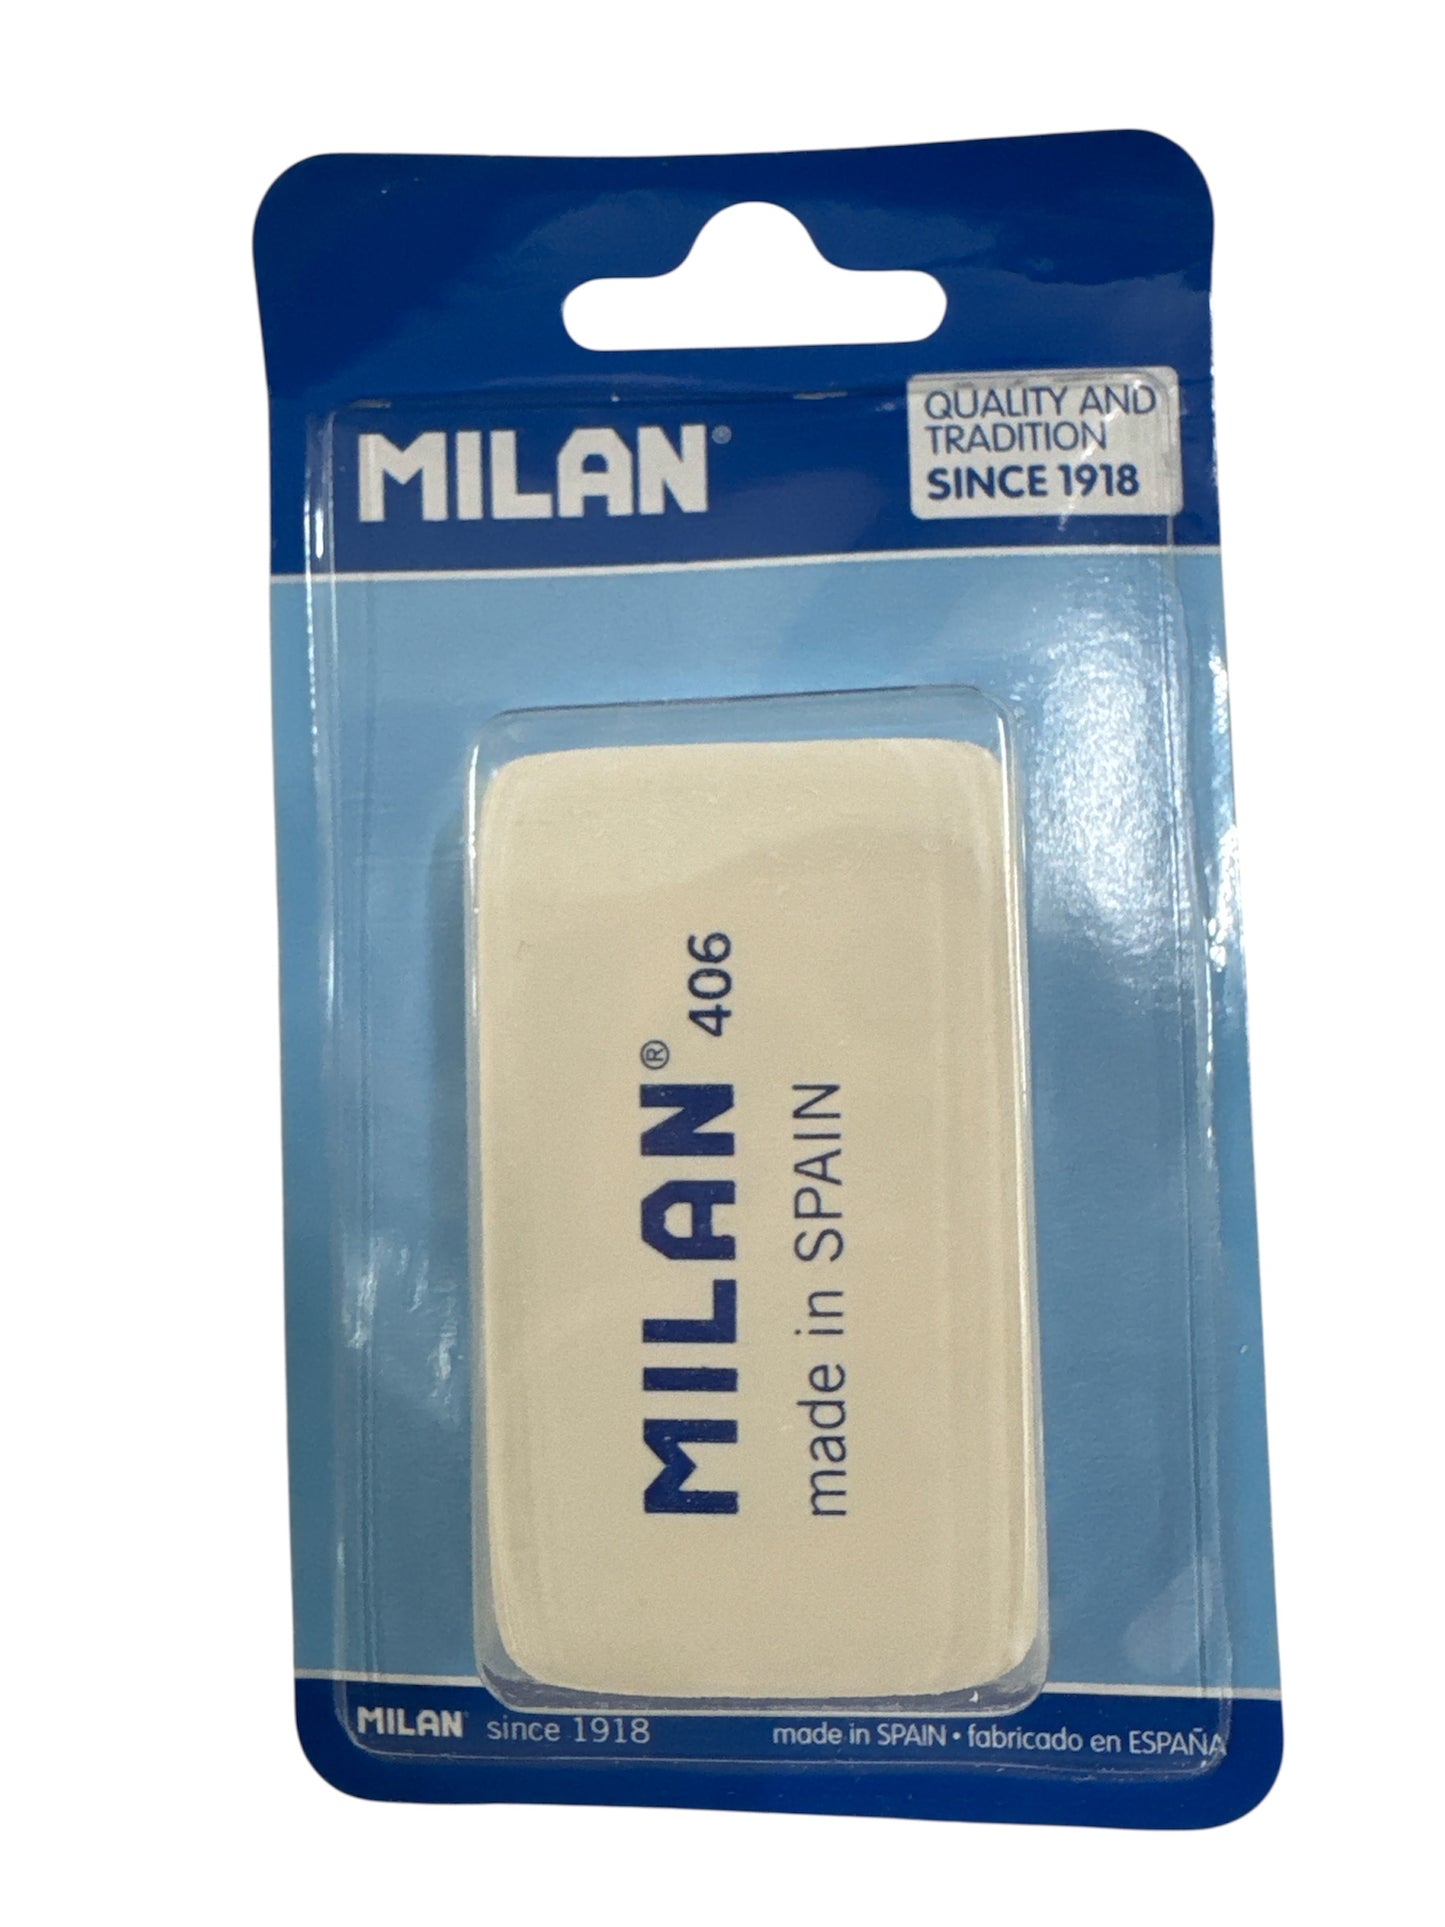 MILAN®
QUALITY AND
TRADITION
SINCE 1918
MILAN® 406
made in SPAIN
MILAN® since 1918
made in SPAIN • fabricado en ESPAÑA